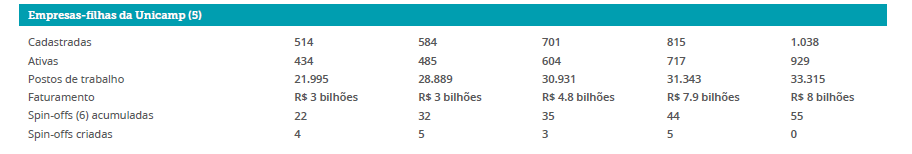 Empresas-filhas da Unicamp (5)
Cadastradas 514 584 701 815 1.038
Ativas 434 485 604 717 929
Postos de trabalho 21.995 28.889 30.931 31.343 33.315
Faturamento R$ 3 bilhões R$ 3 bilhões R$ 4.8 bilhões R$ 7.9 bilhões R$ 8 bilhões
Spin-offs (6) acumuladas 22 32 35 44 55
Spin-offs criadas 4 5 3 5 0